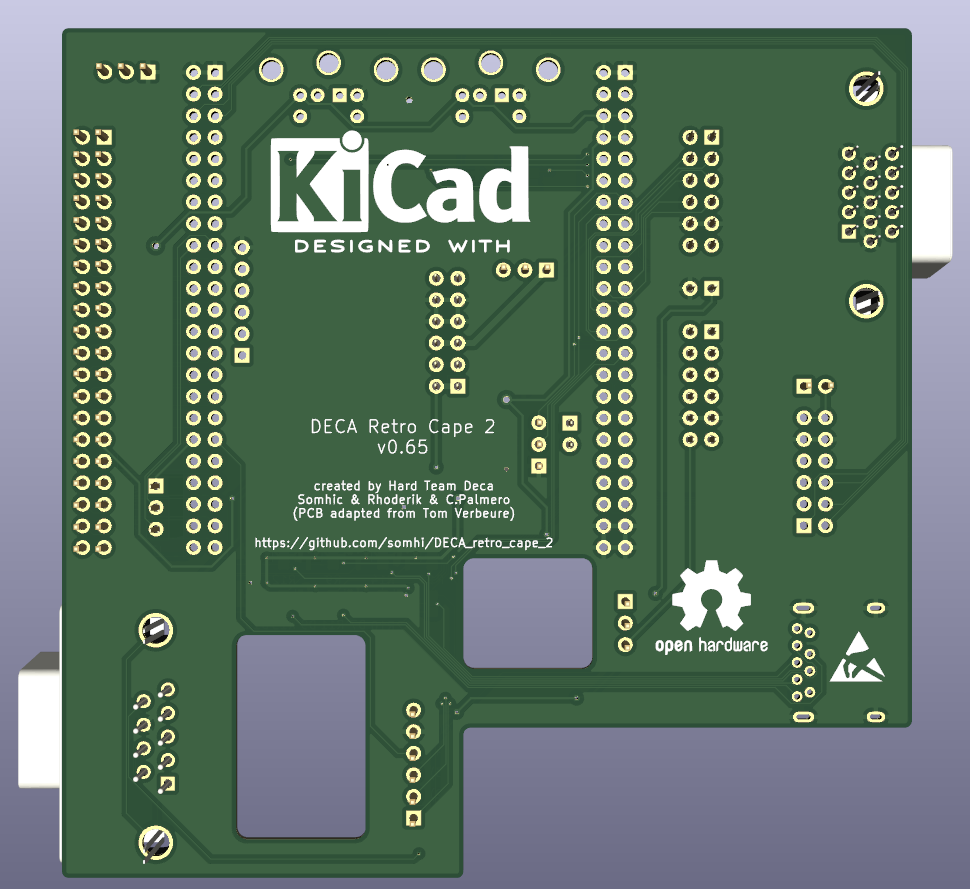 KiCad
DESIGNED WITH
DECA Retro Cape 2
v0.65
created by Hard Team Deca
Somhic & Rhoderik & C.Palmero
(PCB adapted from Tom Verbeure)
https://github.com/somhi/DECA_retro_cape_2
open hardware